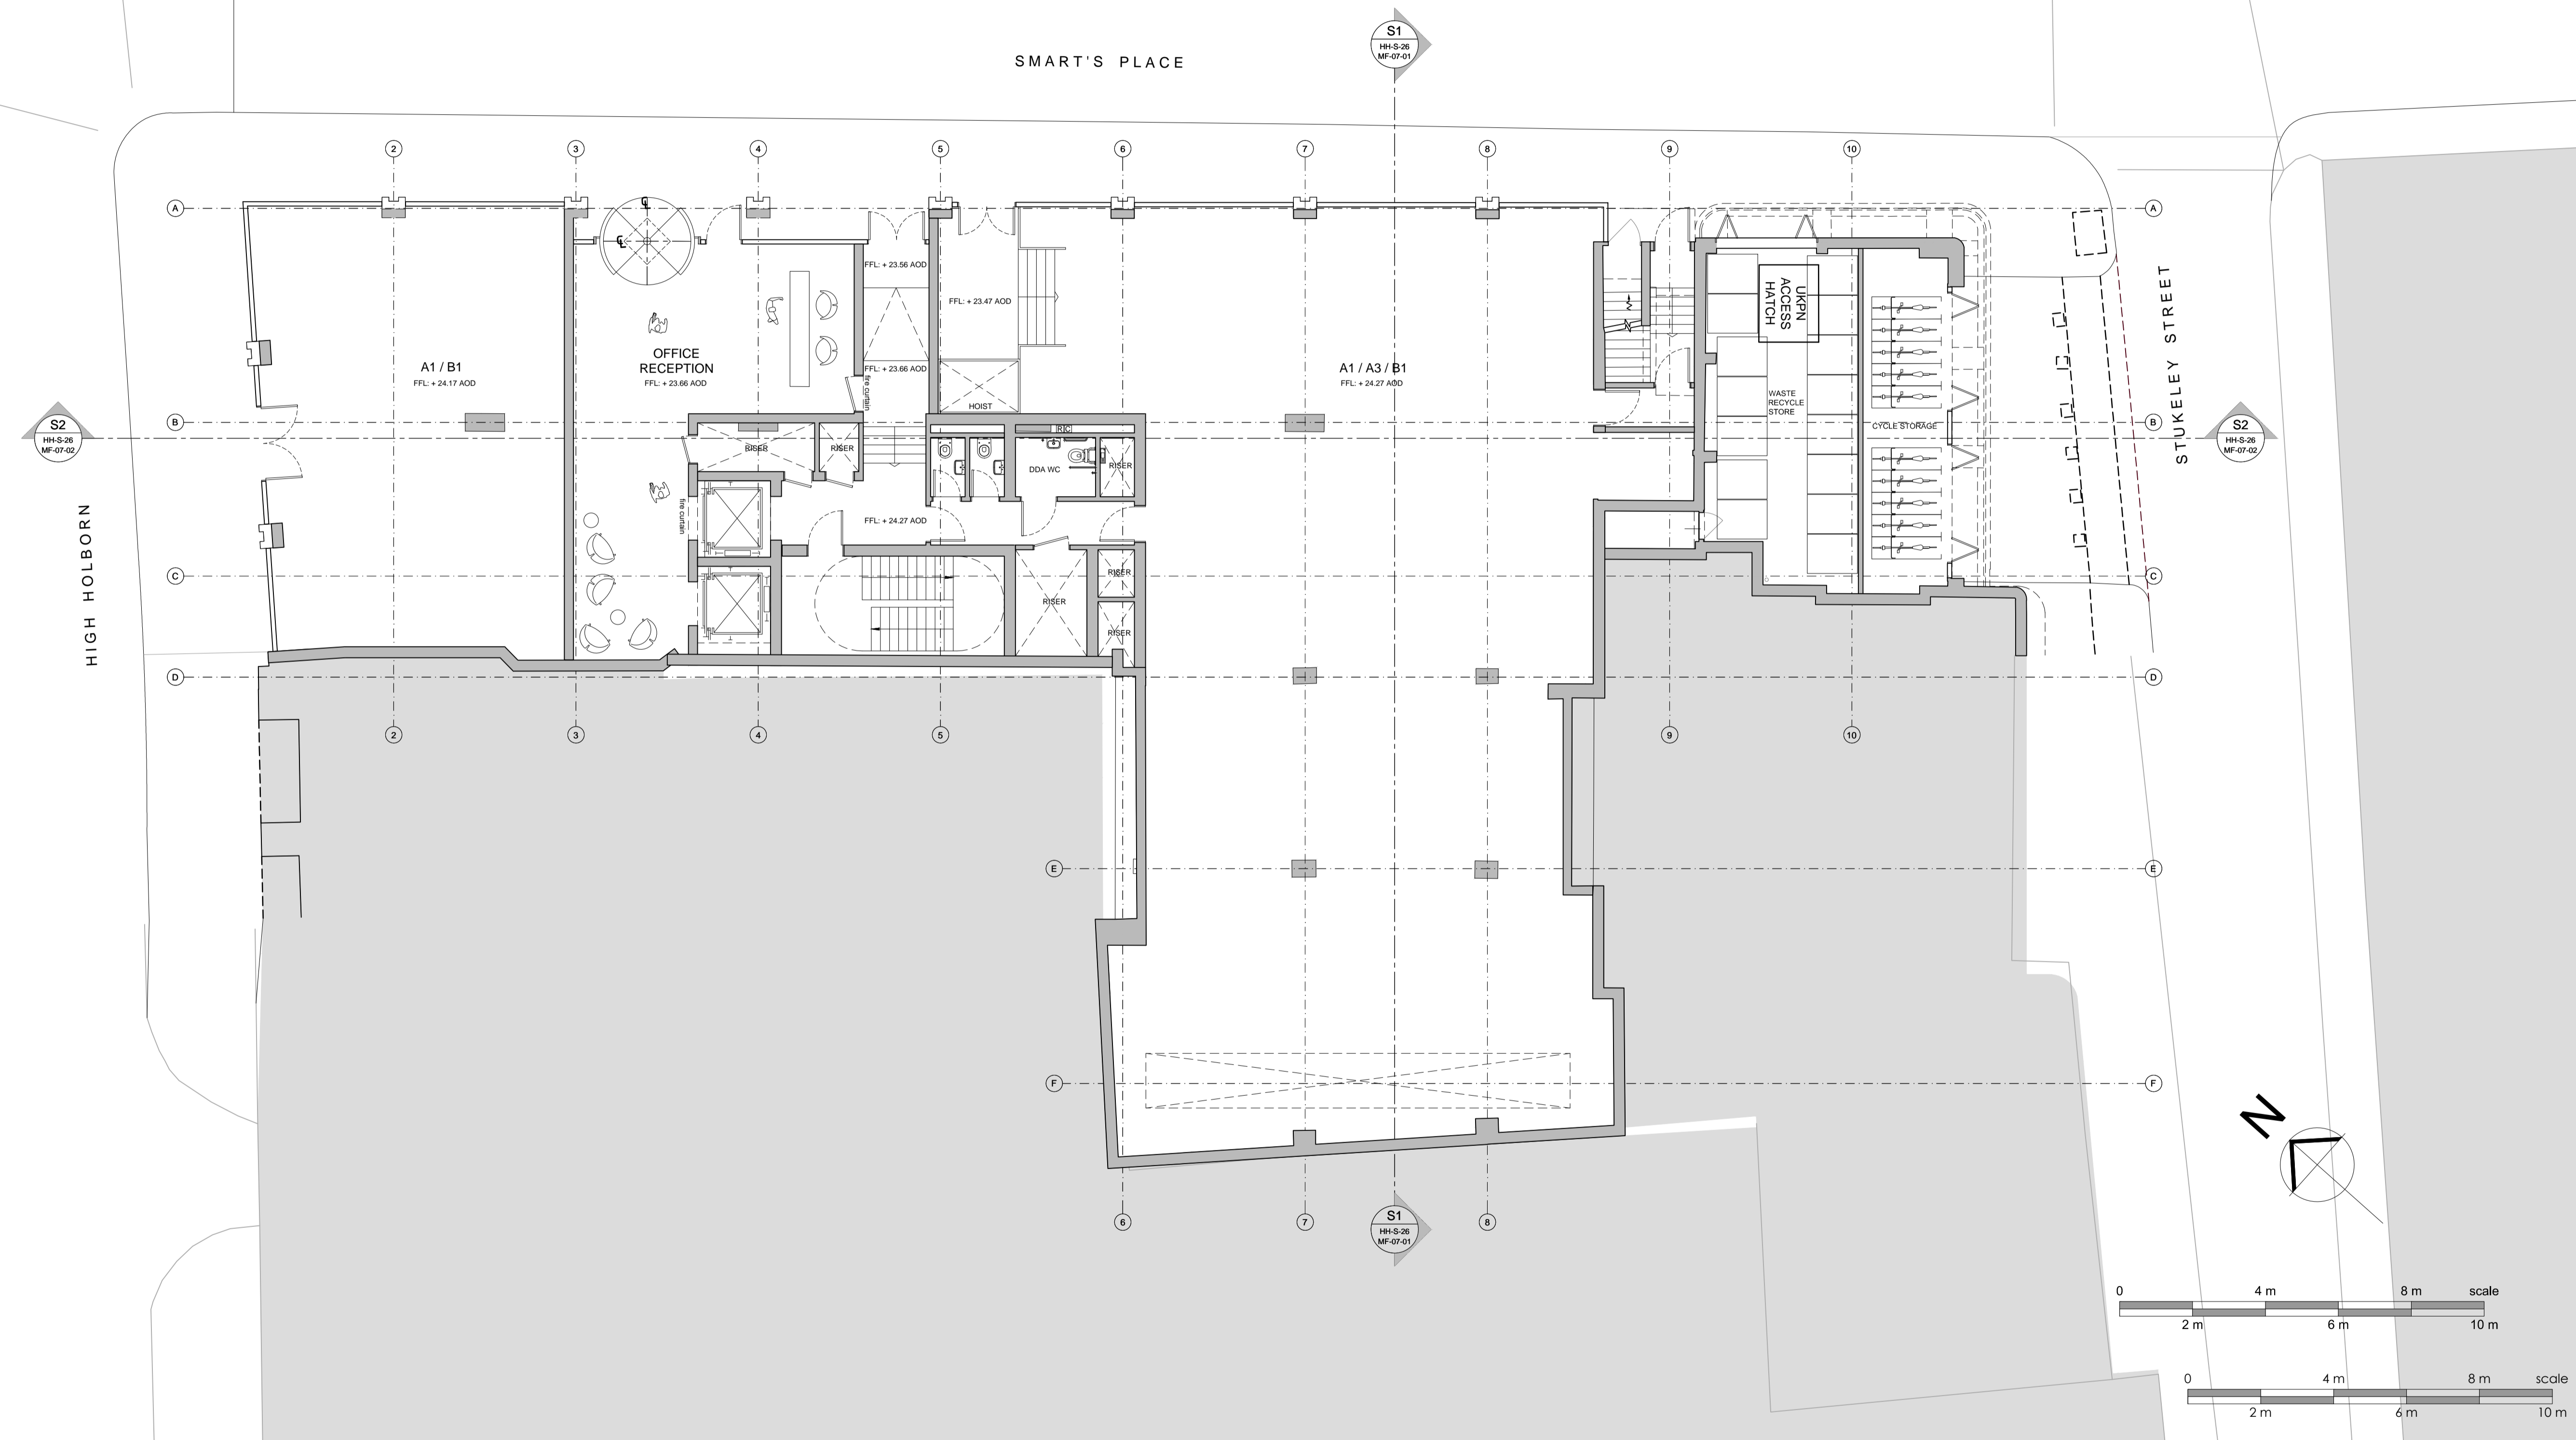 S1
HH-S-26
MF-07-01
SMART'S PLACE
2
3
4
5
6
7
8
9
10
A
A
FFL: + 23.56 AOD
FFL: + 23.47 AOD
UKPN
ACCESS
HATCH
OFFICE
RECEPTION
FFL: + 23.66 AOD
A1 / B1
FFL: + 24.17 AOD
FFL: + 23.66 AOD
fire curtain
A1 / A3 / B1
FFL: + 24.27 AOD
HOIST
WASTE
RECYCLE
STORE
STUKELEY STREET
B
B
CYCLE STORAGE
S2
HH-S-26
MF-07-02
S2
HH-S-26
MF-07-02
RISER
RISER
RC
DDA WC
RISER
fire curtain
FFL: + 24.27 AOD
HIGH HOLBORN
C
C
RISER
RISER
RISER
D
D
2
3
4
5
9
10
E
E
F
F
N
6
7
8
S1
HH-S-26
MF-07-01
0
4 m
8 m
scale
2 m
6 m
10 m
0
4 m
8 m
scale
2 m
6 m
10 m